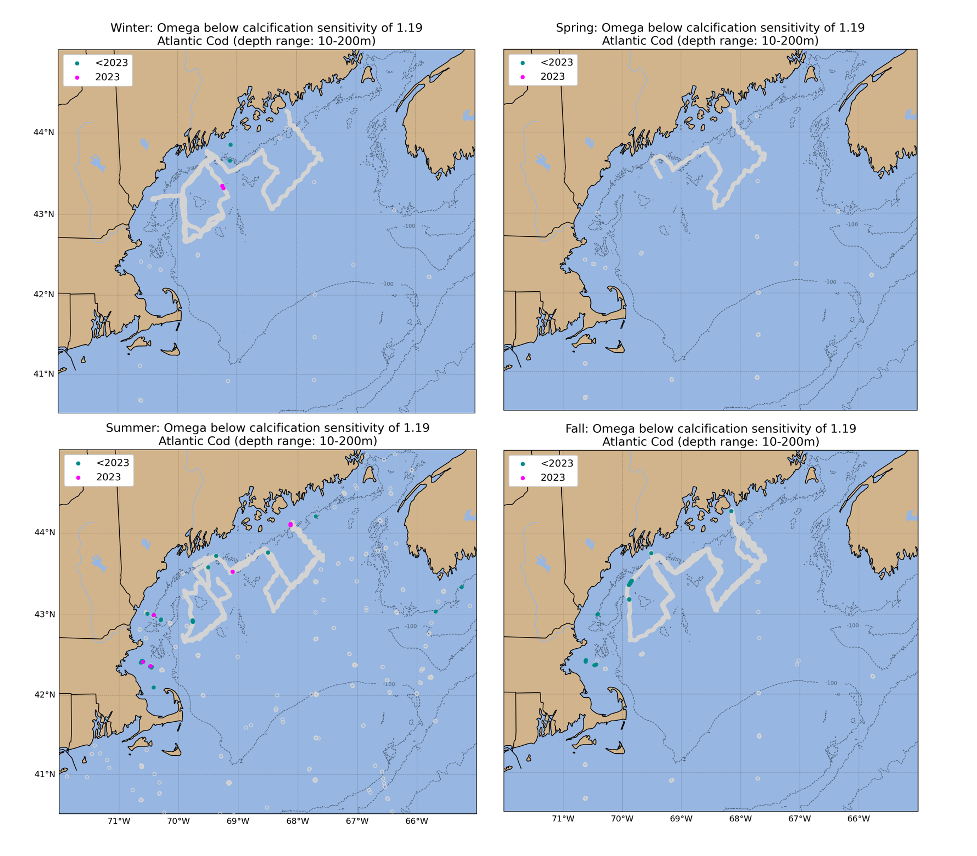 Winter: Omega below calcification sensitivity of 1.19
Atlantic Cod (depth range: 10-200m)
<2023
2023
44°N
43°N
42°N
41°N
-100
-100
Spring: Omega below calcification sensitivity of 1.19
Atlantic Cod (depth range: 10-200m)
<2023
2023
-100
-100
Summer: Omega below calcification sensitivity of 1.19
Atlantic Cod (depth range: 10-200m)
<2023
2023
44°N
43°N
42°N
41°N
-100
-100
71°W
70°W
69°W
68°W
67°W
66°W
Fall: Omega below calcification sensitivity of 1.19
Atlantic Cod (depth range: 10-200m)
<2023
2023
-100
-100
71°W
70°W
69°W
68°W
67°W
66°W